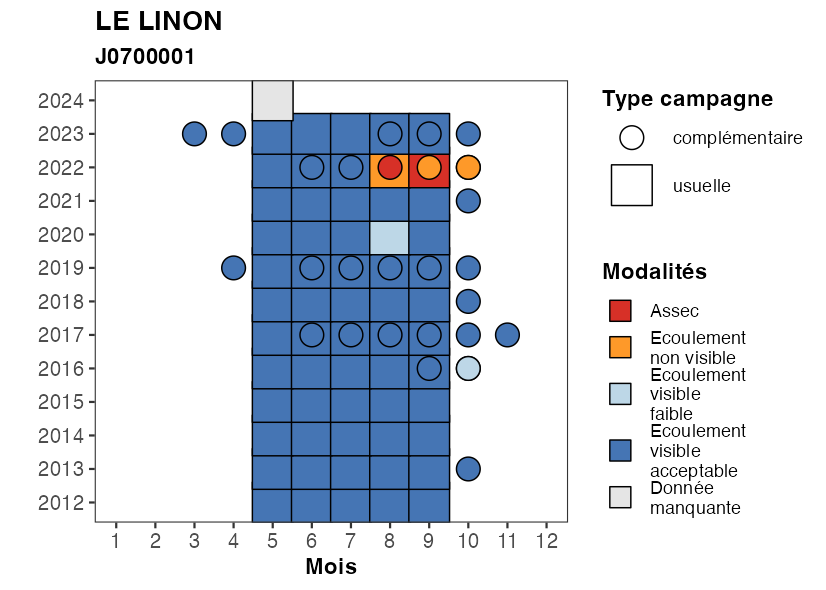 LE LINON
J0700001
2024
2023
2022
2021
2020
2019
2018
2017
2016
2015
2014
2013
2012
1 2 3 4 5 6 7 8 9 10 11 12
Mois
Type campagne
complémentaire
usuelle
Modalités
Assec
Ecoulement
non visible
Ecoulement
visible
faible
Ecoulement
visible
acceptable
Donnée
manquante